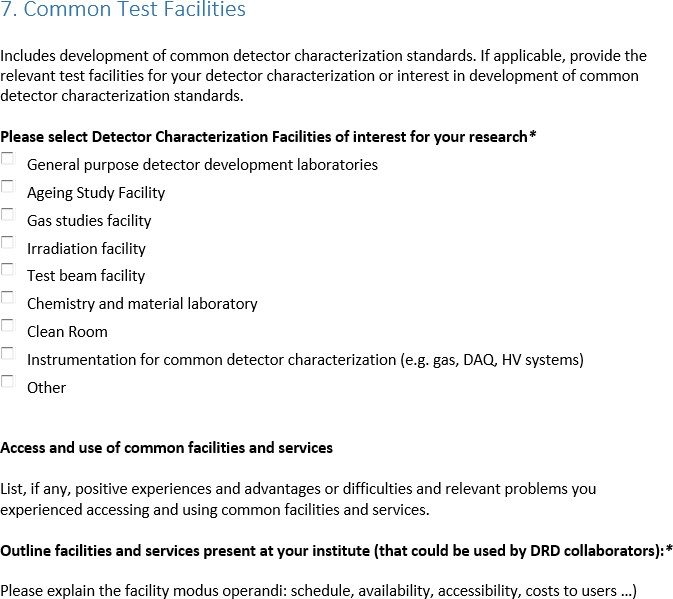 7. Common Test Facilities
Includes development of common detector characterization standards. If applicable, provide the
relevant test facilities for your detector characterization or interest in development of common
detector characterization standards.
Please select Detector Characterization Facilities of interest for your research*
General purpose detector development laboratories
Ageing Study Facility
Gas studies facility
Irradiation facility
Test beam facility
Chemistry and material laboratory
Clean Room
Instrumentation for common detector characterization (e.g. gas, DAQ, HV systems)
Other
Access and use of common facilities and services
List, if any, positive experiences and advantages or difficulties and relevant problems you
experienced accessing and using common facilities and services.
Outline facilities and services present at your institute (that could be used by DRD collaborators):*
Please explain the facility modus operandi: schedule, availability, accessibility, costs to users ...)